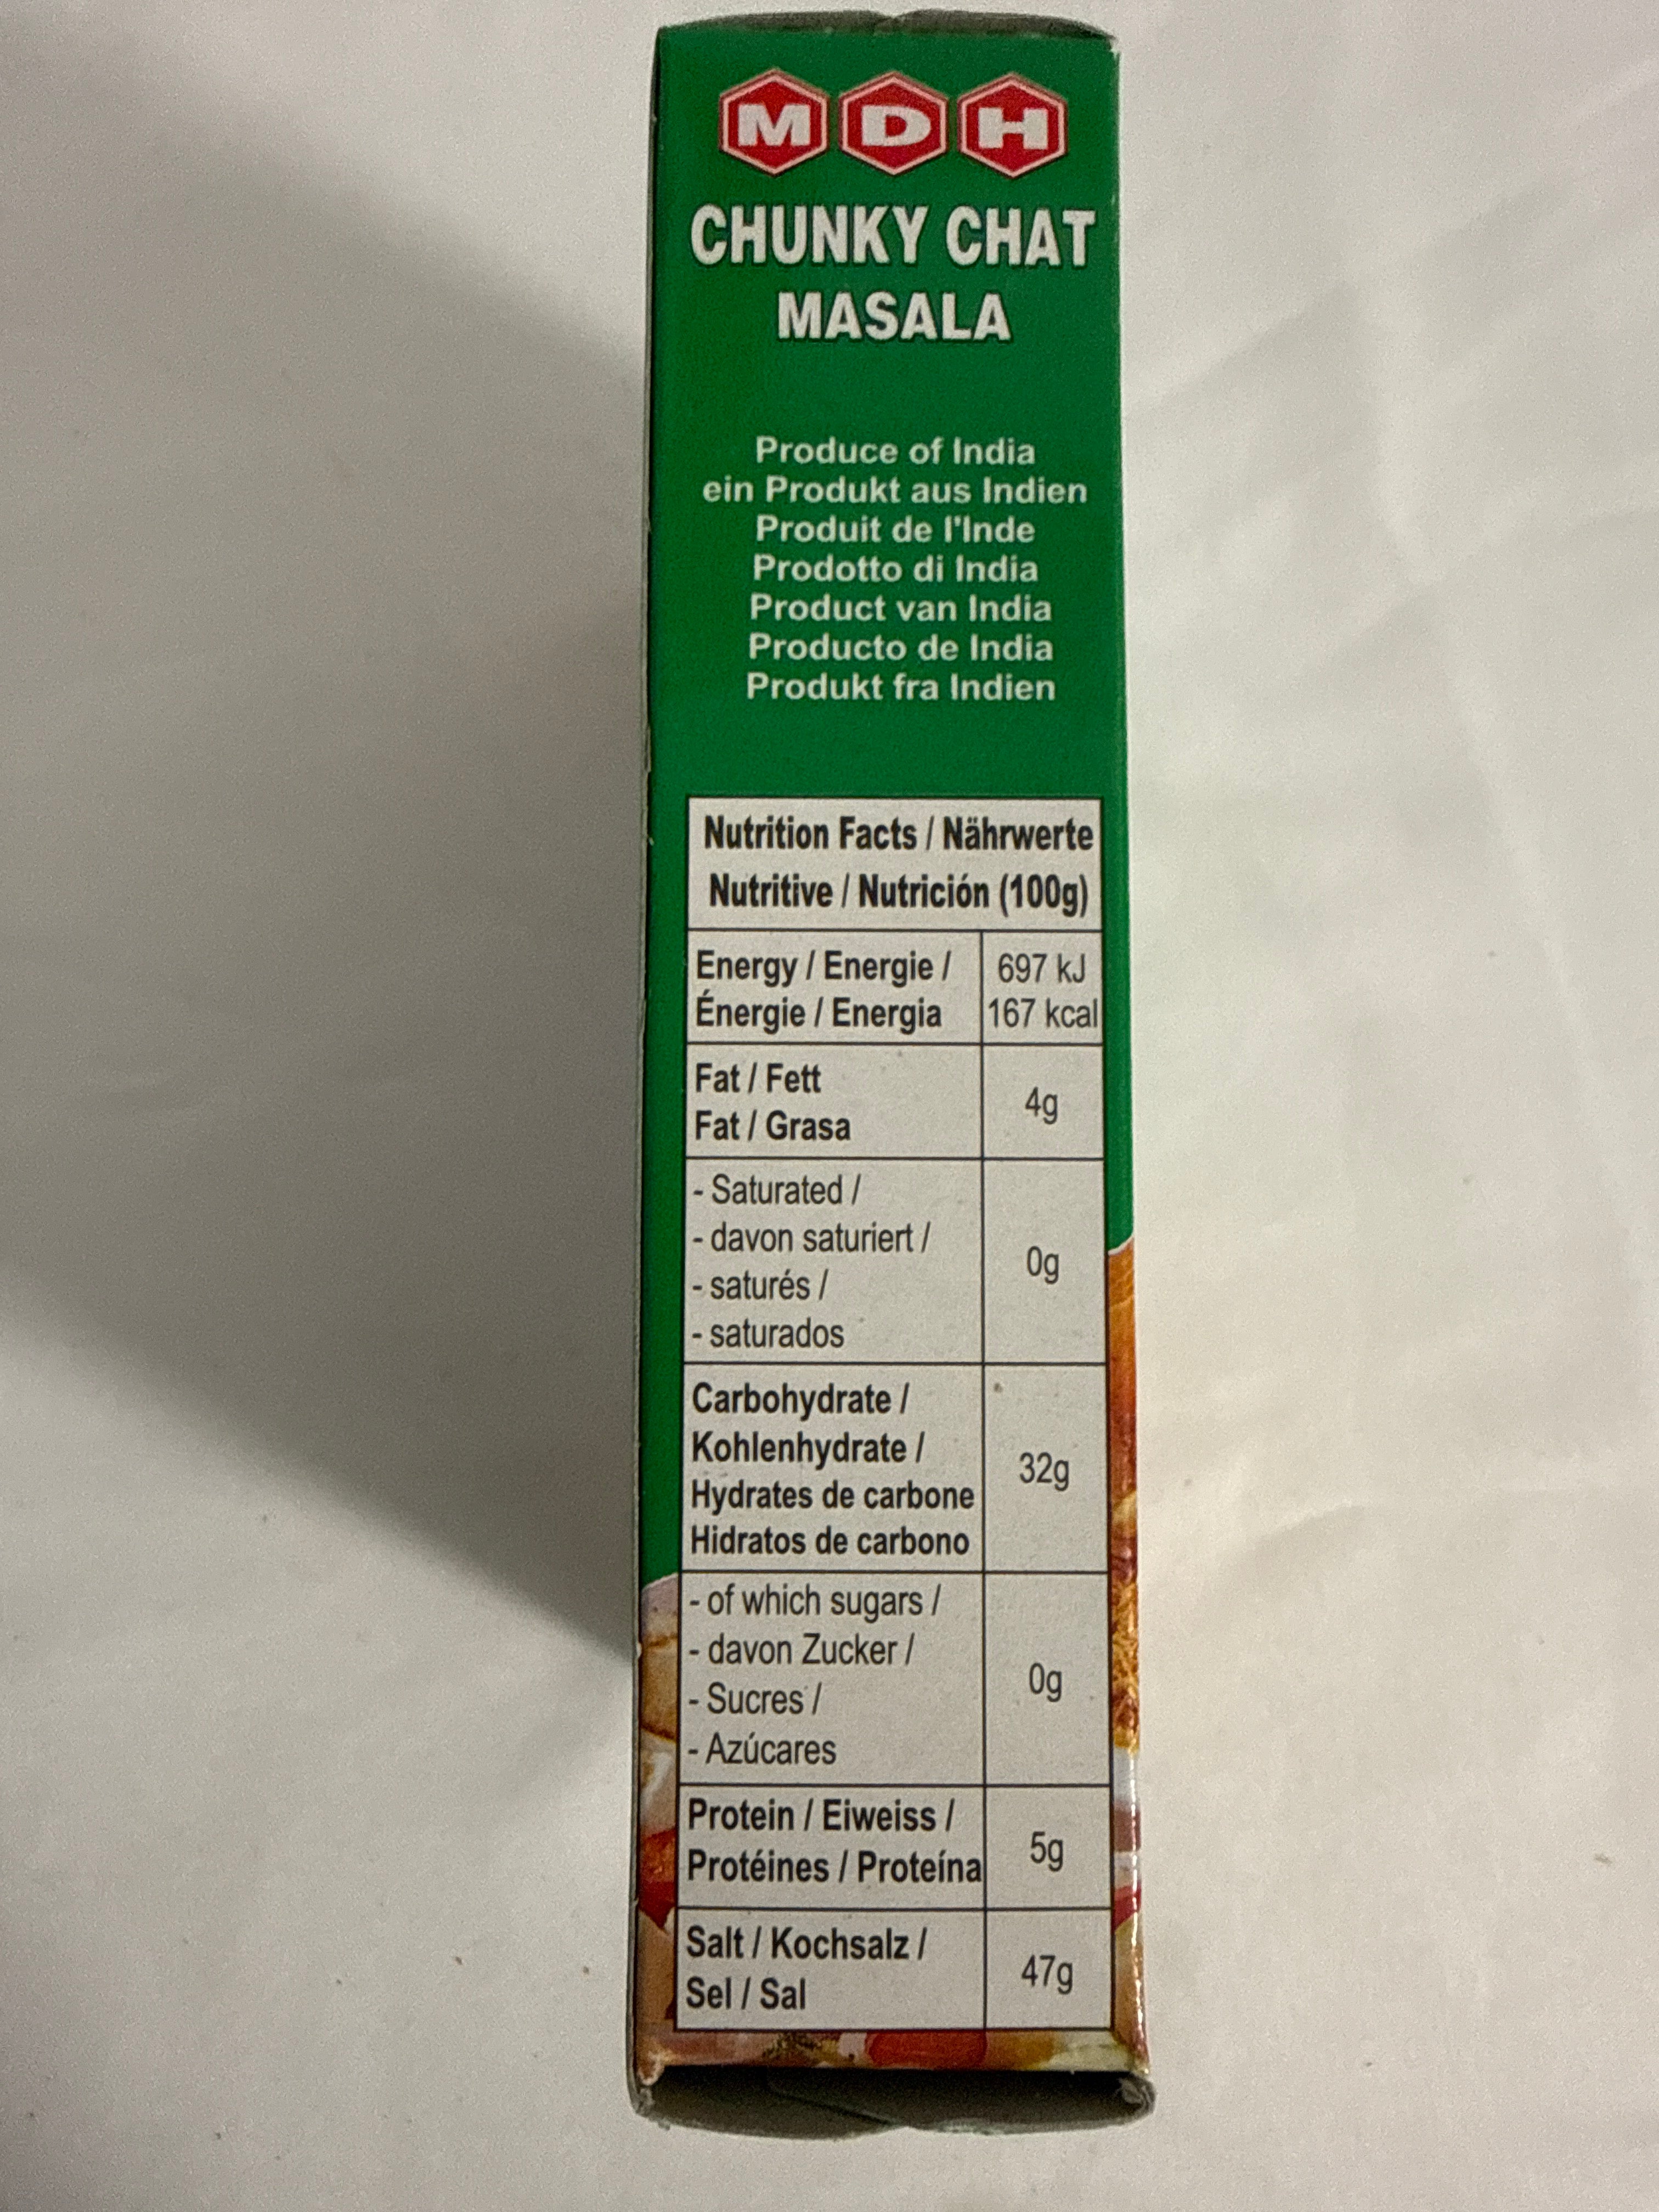 MDH
CHUNKY CHAT
MASALA
Produce of India
ein Produkt aus Indien
Produit de l'Inde
Prodotto di India
Product van India
Producto de India
Produkt fra Indien
Nutrition Facts / Nährwerte
Nutritive / Nutrición (100g)
Energy / Energie / 697 kJ
Énergie / Energia 167 kcal
Fat / Fett
Fat / Grasa
4g
- Saturated /
- davon saturiert /
- saturés /
- saturados
0g
Carbohydrate /
Kohlenhydrate /
Hydrates de carbone
Hidratos de carbono
32g
- of which sugars /
- davon Zucker /
- Sucres /
- Azúcares
0g
Protein / Eiweiss /
Protéines / Proteína
5g
Salt / Kochsalz /
Sel / Sal
47g